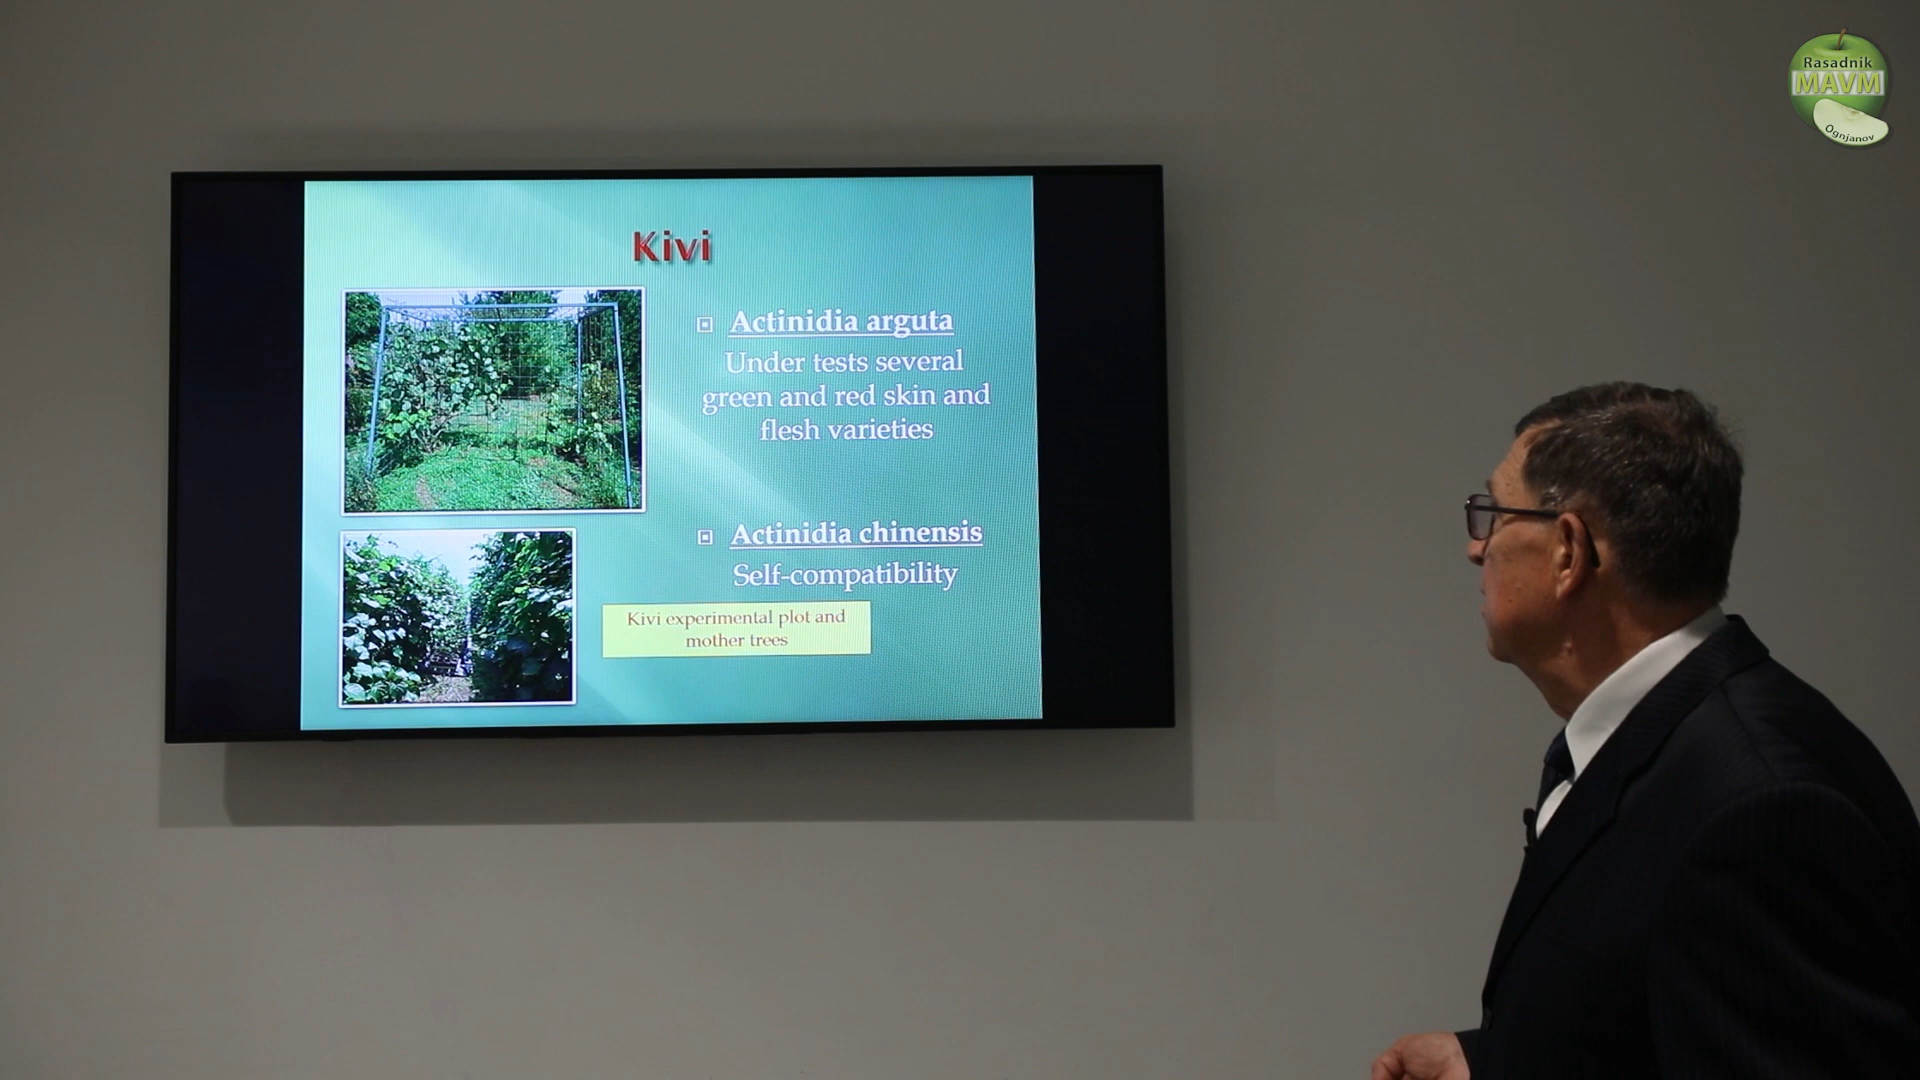 Rasadnik
MAVM
Ognjanov
Kivi
Actinidia arguta
Under tests several
green and red skin and
flesh varieties
Actinidia chinensis
Self-compatibility
Kivi experimental plot and
mother trees